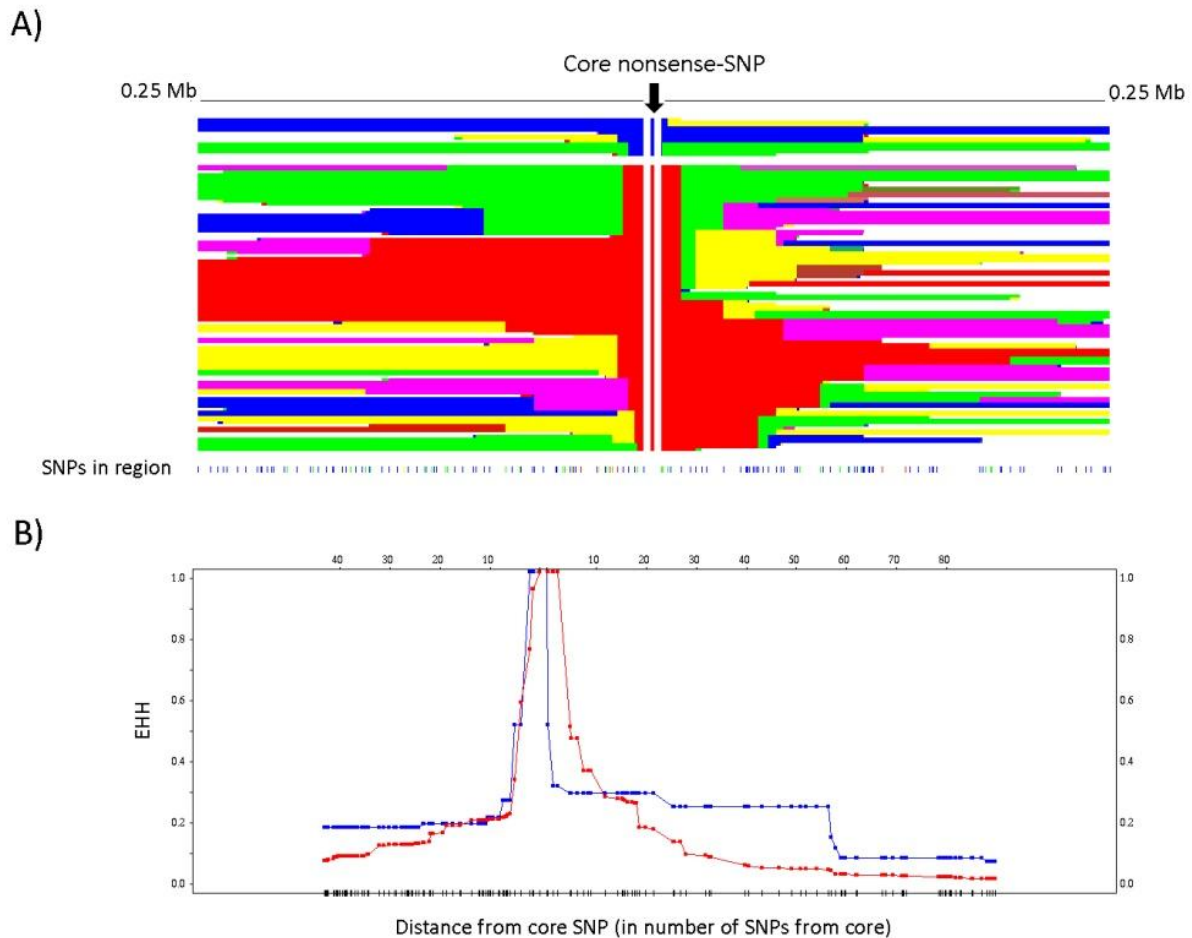 A)
Core nonsense-SNP
0.25 Mb 0.25 Mb
SNPs in region
B)
40 30 20 10 10 20 30 40 50 60 70 80
1.0 1.0
0.8 0.8
0.6 0.6
0.4 0.4
0.2 0.2
0.0 0.0
EHH
Distance from core SNP (in number of SNPs from core)